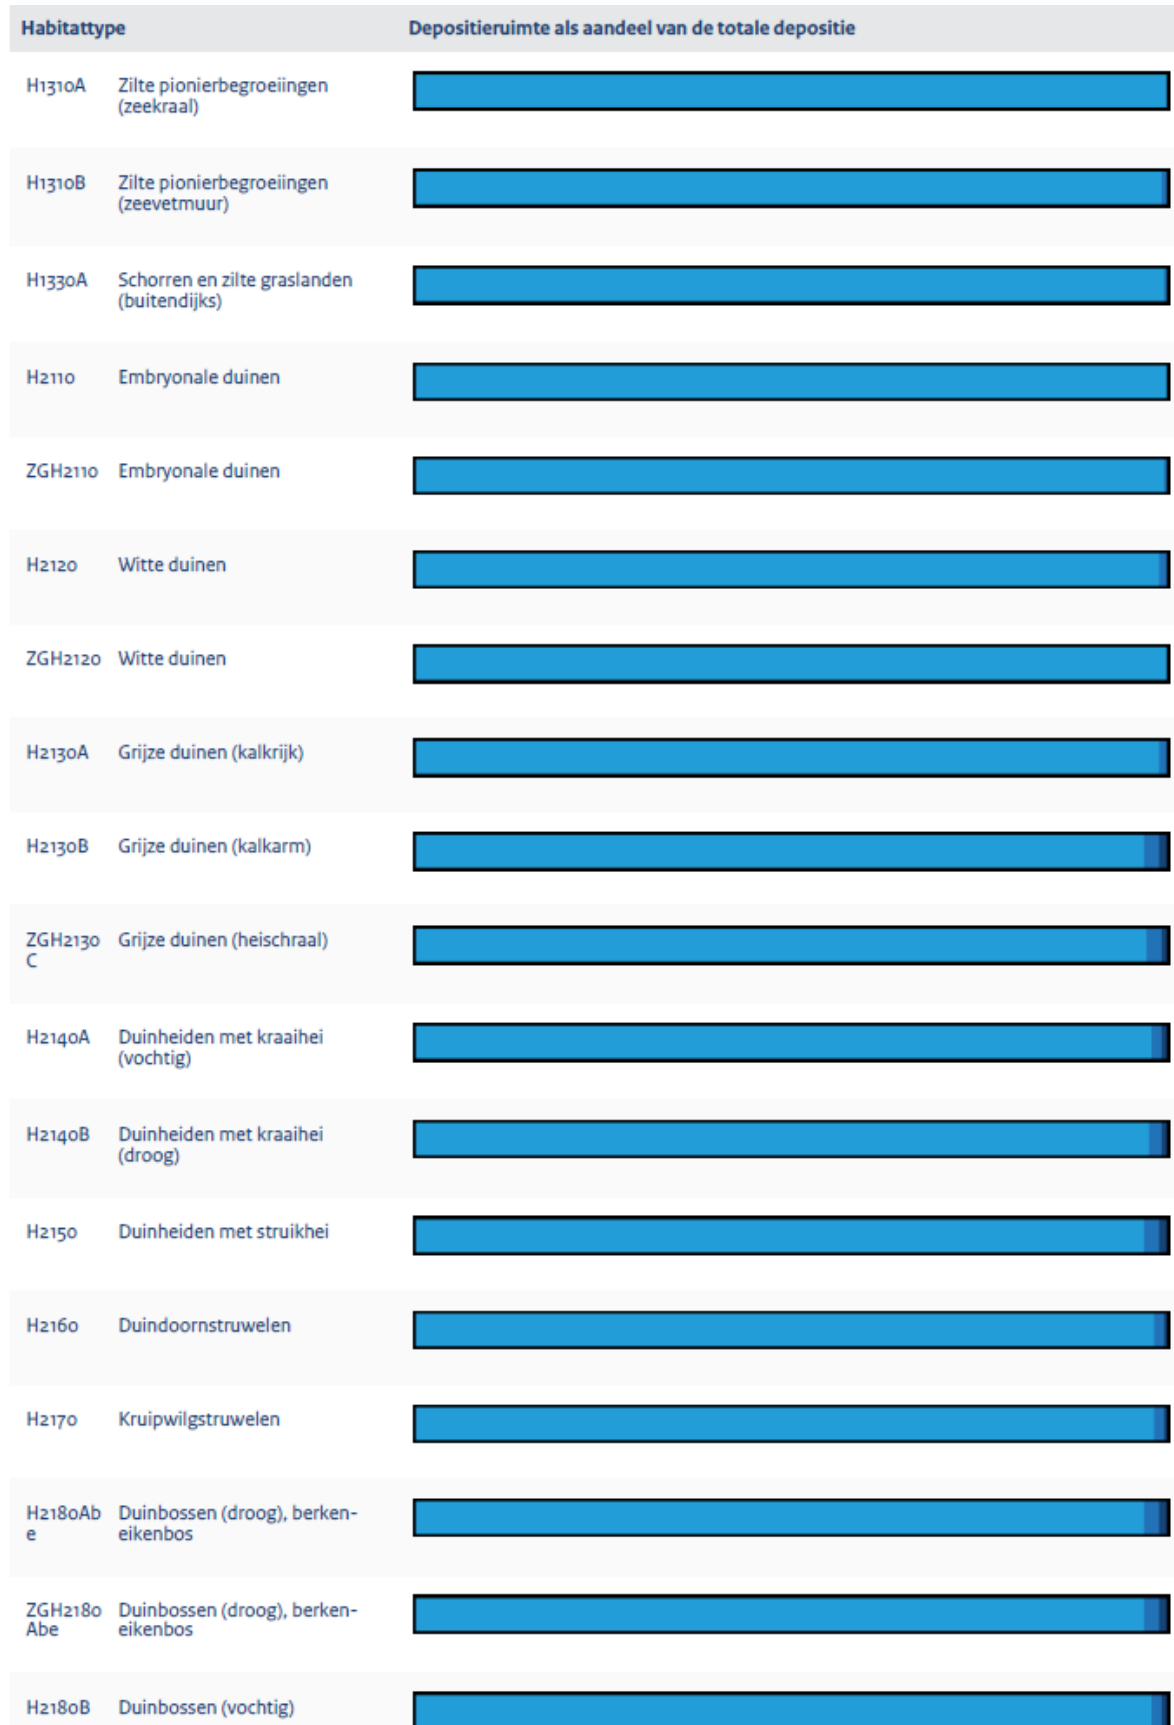 Habitattype Depositieruimte als aandeel van de totale depositie
H1310A Zilte pionierbegroeiingen
(zeekraal)
H1310B Zilte pionierbegroeiingen
(zeevetmuur)
H1330A Schorren en zilte graslanden
(buitendijks)
H2110 Embryonale duinen
ZGH2110 Embryonale duinen
H2120 Witte duinen
ZGH2120 Witte duinen
H2130A Grijze duinen (kalkrijk)
H2130B Grijze duinen (kalkarm)
ZGH2130 Grijze duinen (heischraal)
C
H2140A Duinheiden met kraaihei
(vochtig)
H2140B Duinheiden met kraaihei
(droog)
H2150 Duinheiden met struikhei
H2160 Duindoornstruwelen
H2170 Kruipwilgstruwelen
H2180Ab Duinbossen (droog), berken-
e eikenbos
ZGH2180 Duinbossen (droog), berken-
Abe eikenbos
H2180B Duinbossen (vochtig)